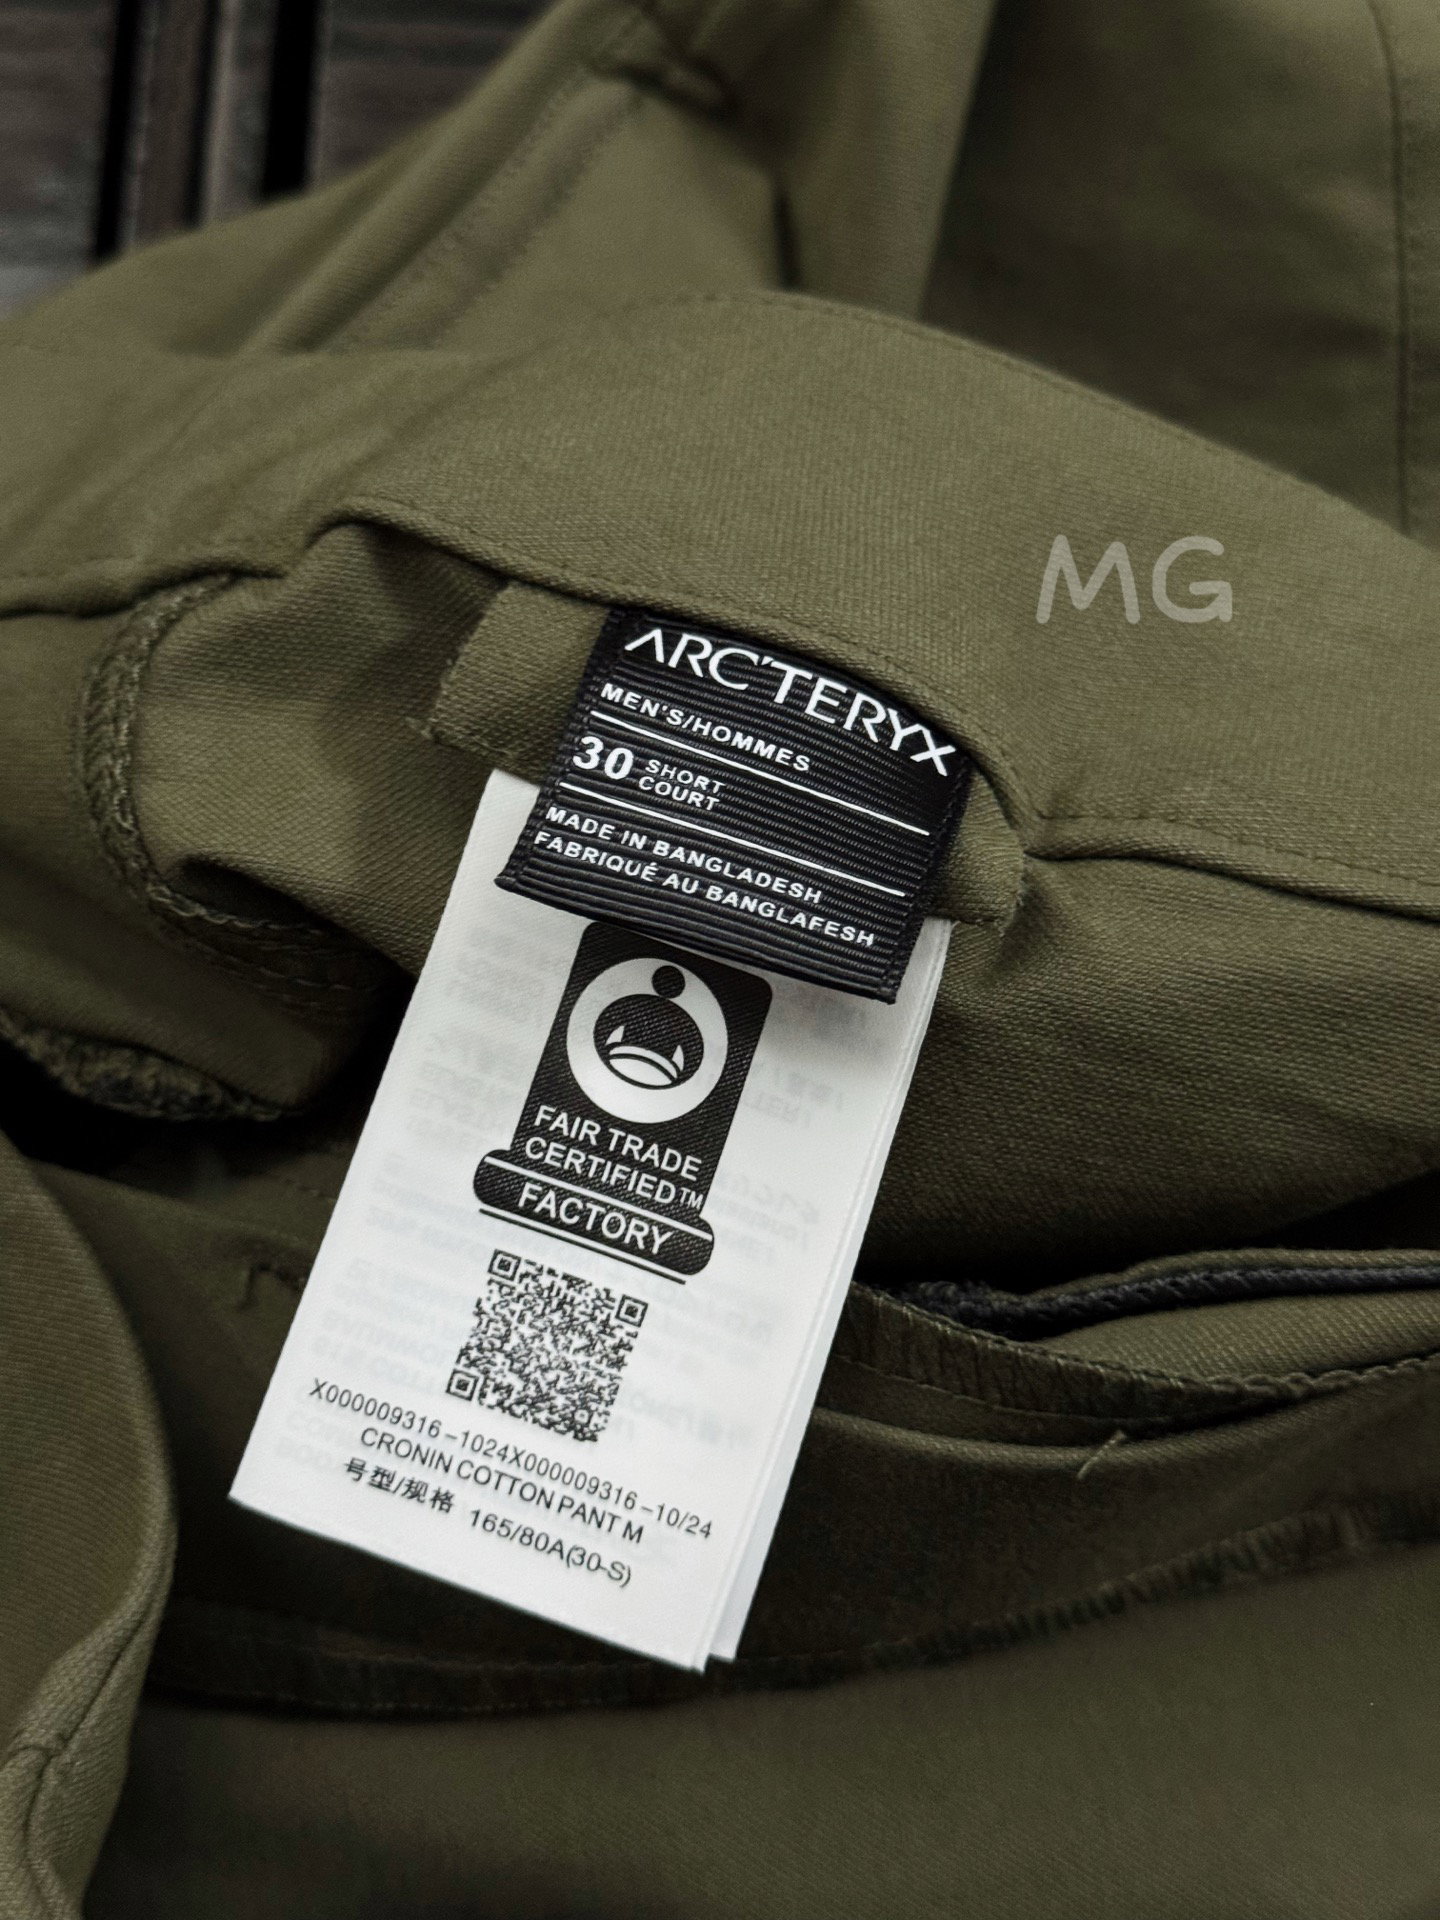 MG
ARC'TERYX
MEN'S/HOMMES
30 SHORT
COURT
MADE IN BANGLADESH
FABRIQUÉ AU BANGLAFESH
FAIR TRADE
CERTIFIED™
FACTORY
X000009316-1024X000009316-10/24
CRONIN COTTON PANT M
号型/规格 165/80A(30-S)